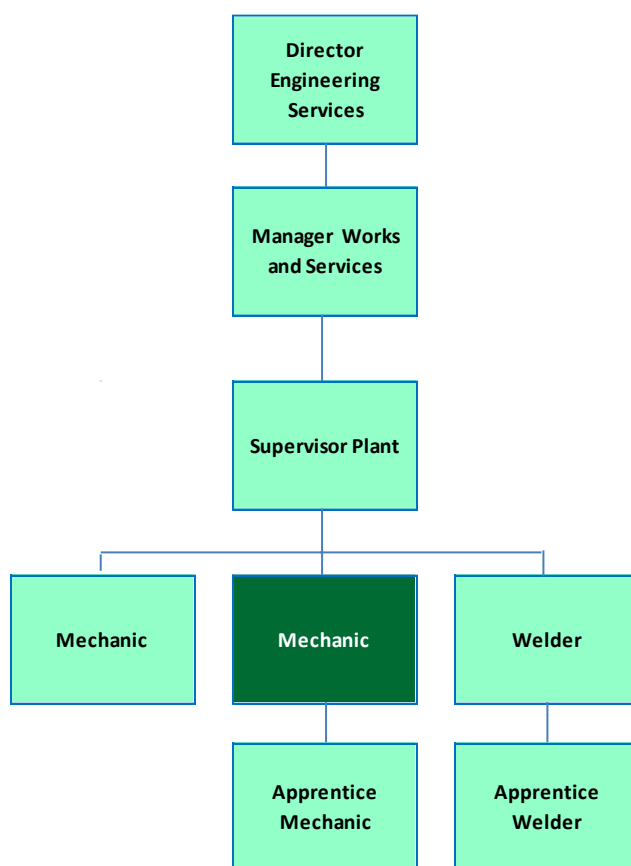 Director
Engineering
Services
Manager Works
and Services
Supervisor Plant
Mechanic
Mechanic
Welder
Apprentice
Mechanic
Apprentice
Welder